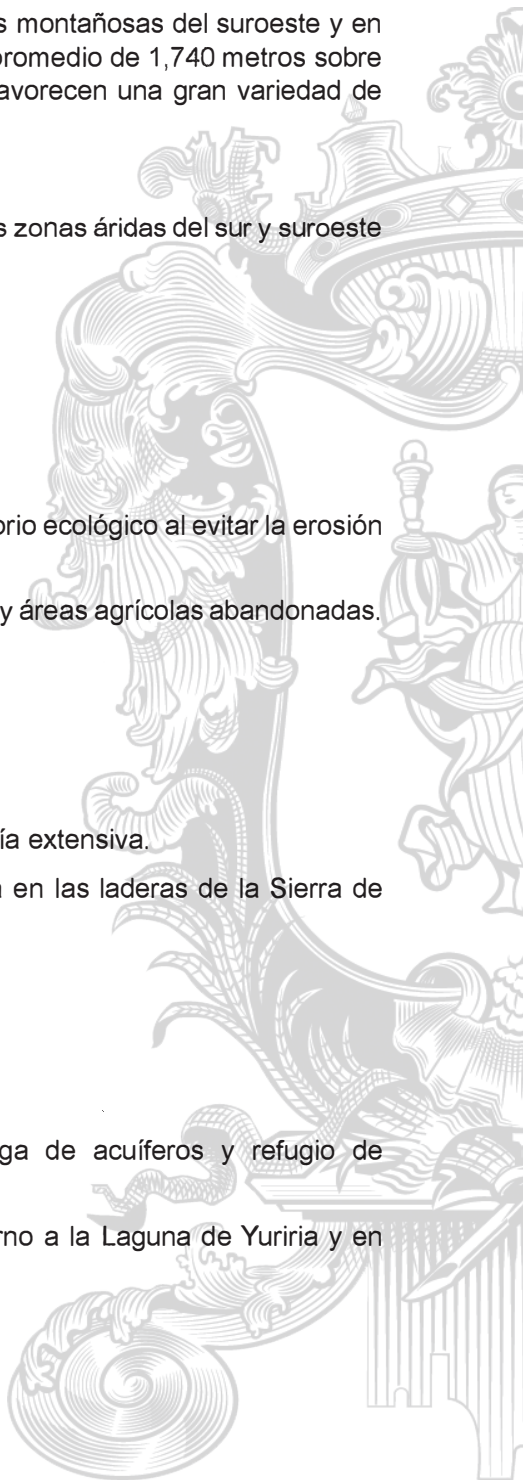 s montañosas del suroeste y en
promedio de 1,740 metros sobre
avorecen una gran variedad de
s zonas áridas del sur y suroeste
orio ecológico al evitar la erosión
y áreas agrícolas abandonadas.
ía extensiva.
a en las laderas de la Sierra de
ga de acuíferos y refugio de
rno a la Laguna de Yuriria y en